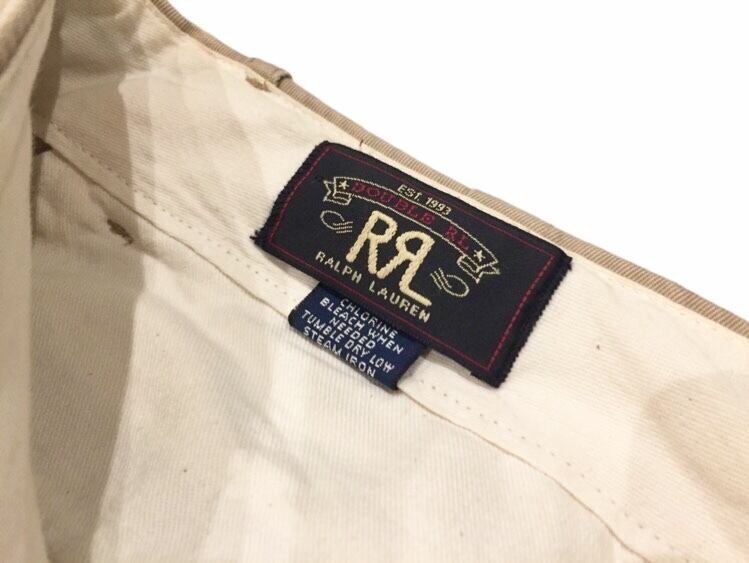 EST. 1993
DOUBLE RL
RRL
RALPH LAUREN
CHLORINE
BLEACH WHEN
NEEDED
TUMBLE DRY LOW
STEAM IRON